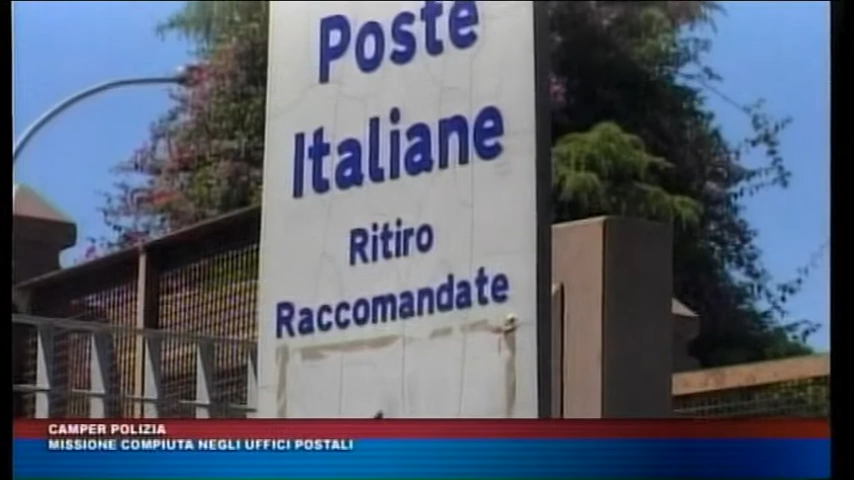 Poste
Italiane
Ritiro
Raccomandate
CAMPER POLIZIA
MISSIONE COMPIUTA NEGLI UFFICI POSTALI